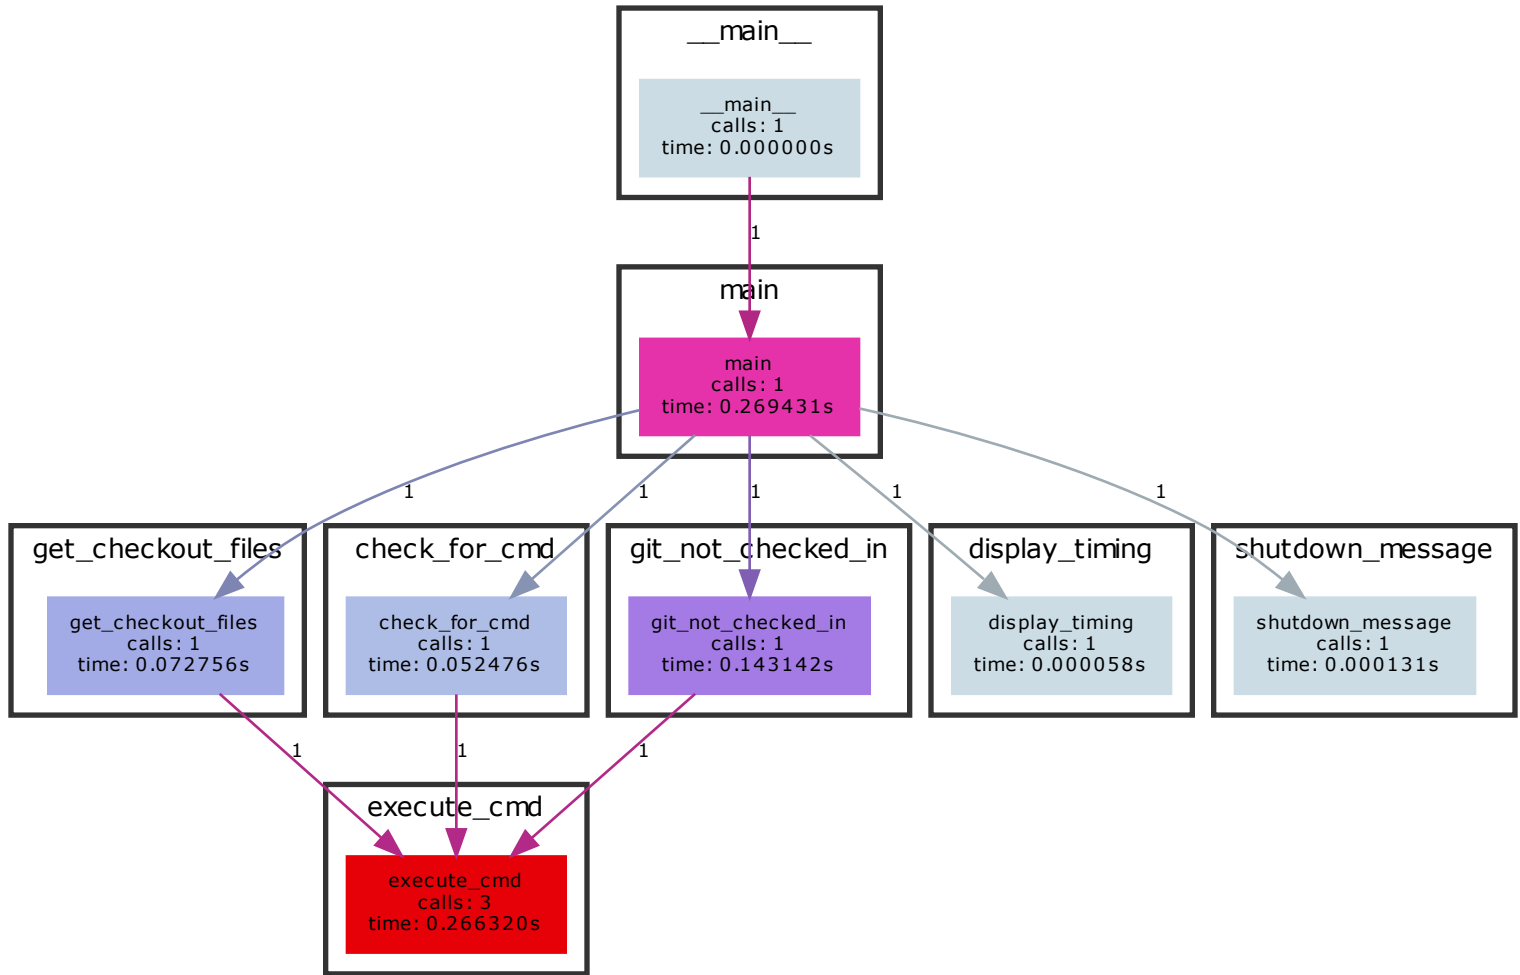 __main__
__main__
calls: 1
time: 0.000000s
1
main
main
calls: 1
time: 0.269431s
1
1
1
1
1
get_checkout_files
get_checkout_files
calls: 1
time: 0.072756s
check_for_cmd
check_for_cmd
calls: 1
time: 0.052476s
git_not_checked_in
git_not_checked_in
calls: 1
time: 0.143142s
display_timing
display_timing
calls: 1
time: 0.000058s
shutdown_message
shutdown_message
calls: 1
time: 0.000131s
1
1
1
execute_cmd
execute_cmd
calls: 3
time: 0.266320s